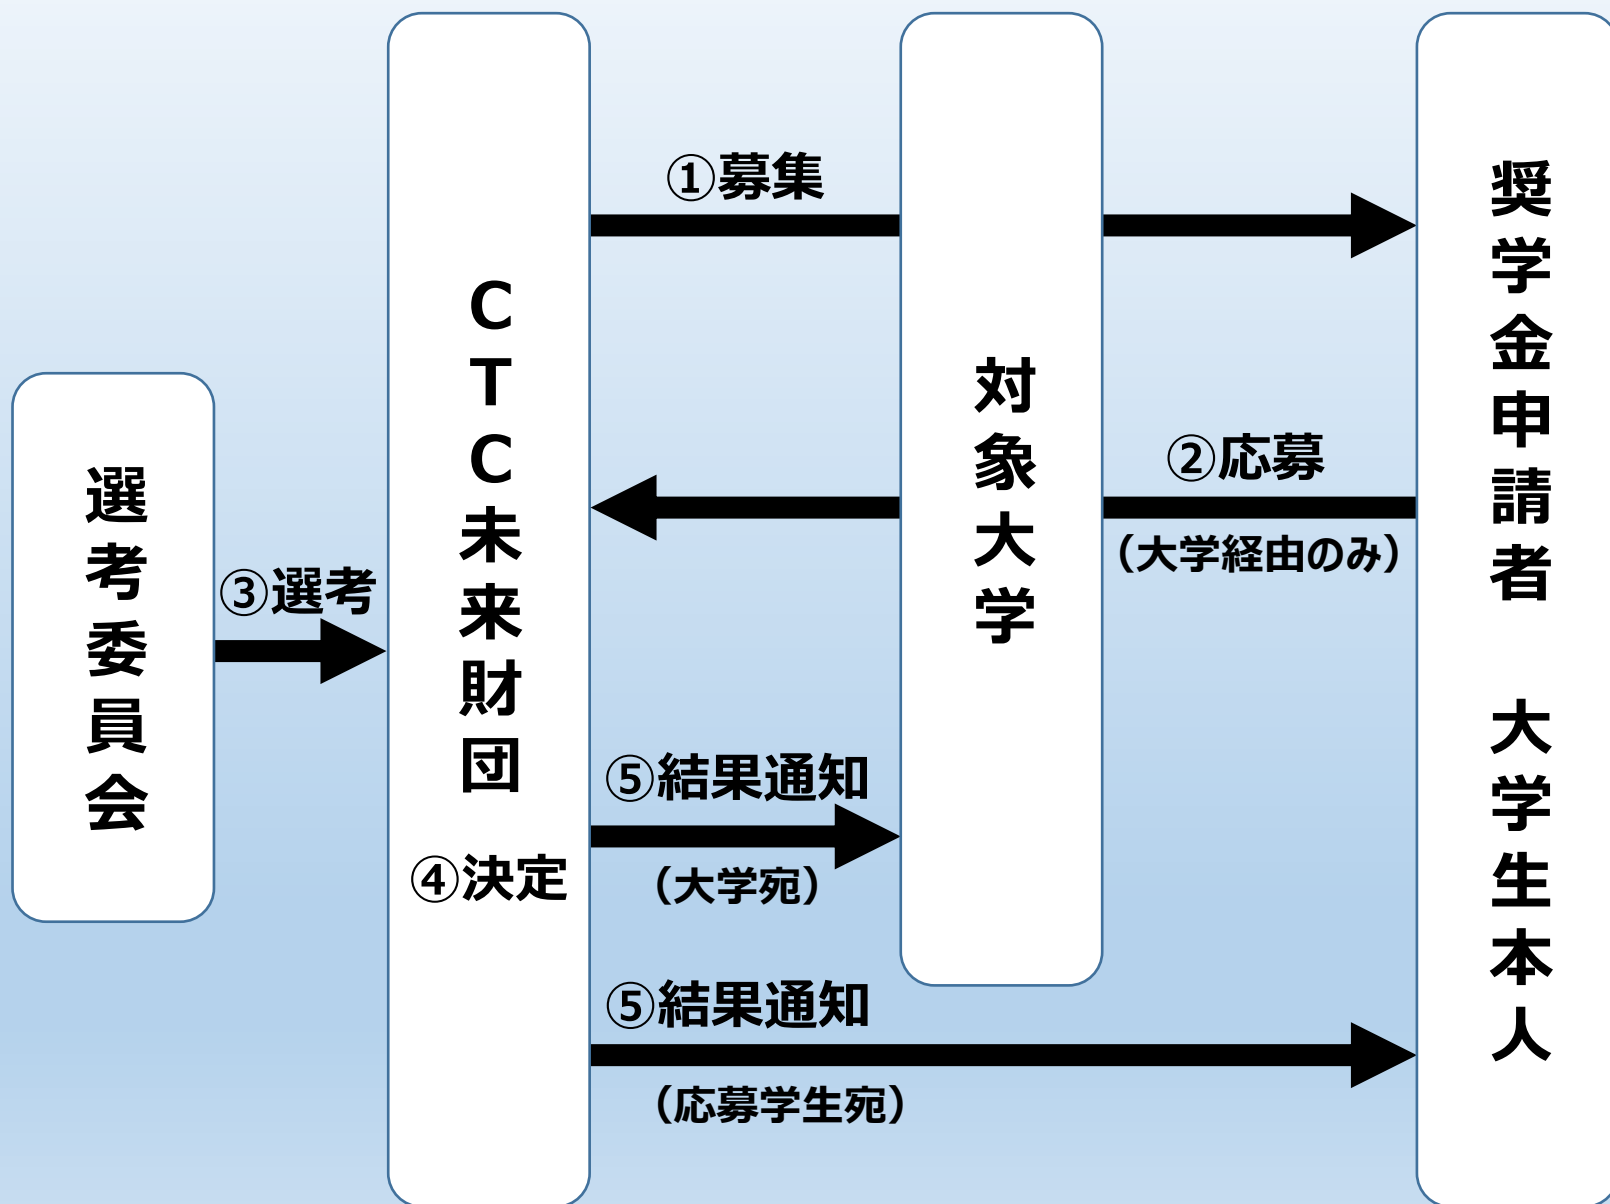 選考委員会
③選考
CTC未来財団
④決定
①募集
対象大学
②応募
（大学経由のみ）
⑤結果通知
（大学宛）
⑤結果通知
（応募学生宛）
奨学金申請者　大学生本人